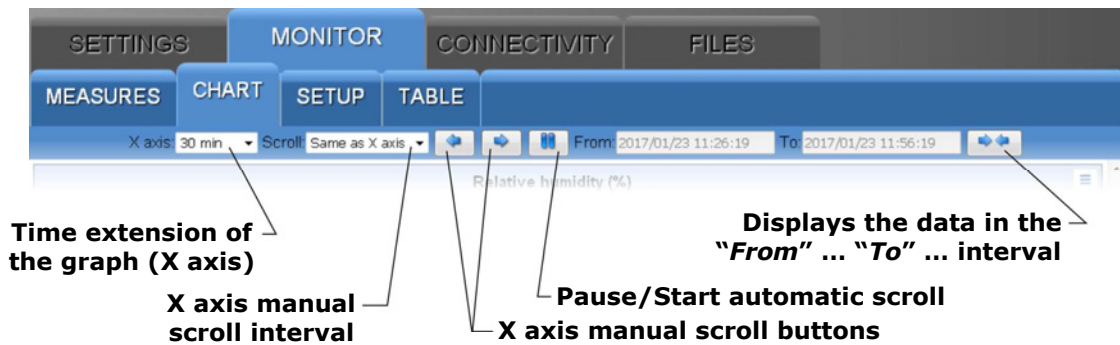 SETTINGS MONITOR CONNECTIVITY FILES
MEASURES CHART SETUP TABLE
X axis: 30 min Scroll: Same as X axis From: 2017/01/23 11:26:19 To: 2017/01/23 11:56:19
Relative humidity (%)
Time extension of
the graph (X axis)
X axis manual
scroll interval
Displays the data in the
“From” ... “To” ... interval
Pause/Start automatic scroll
X axis manual scroll buttons